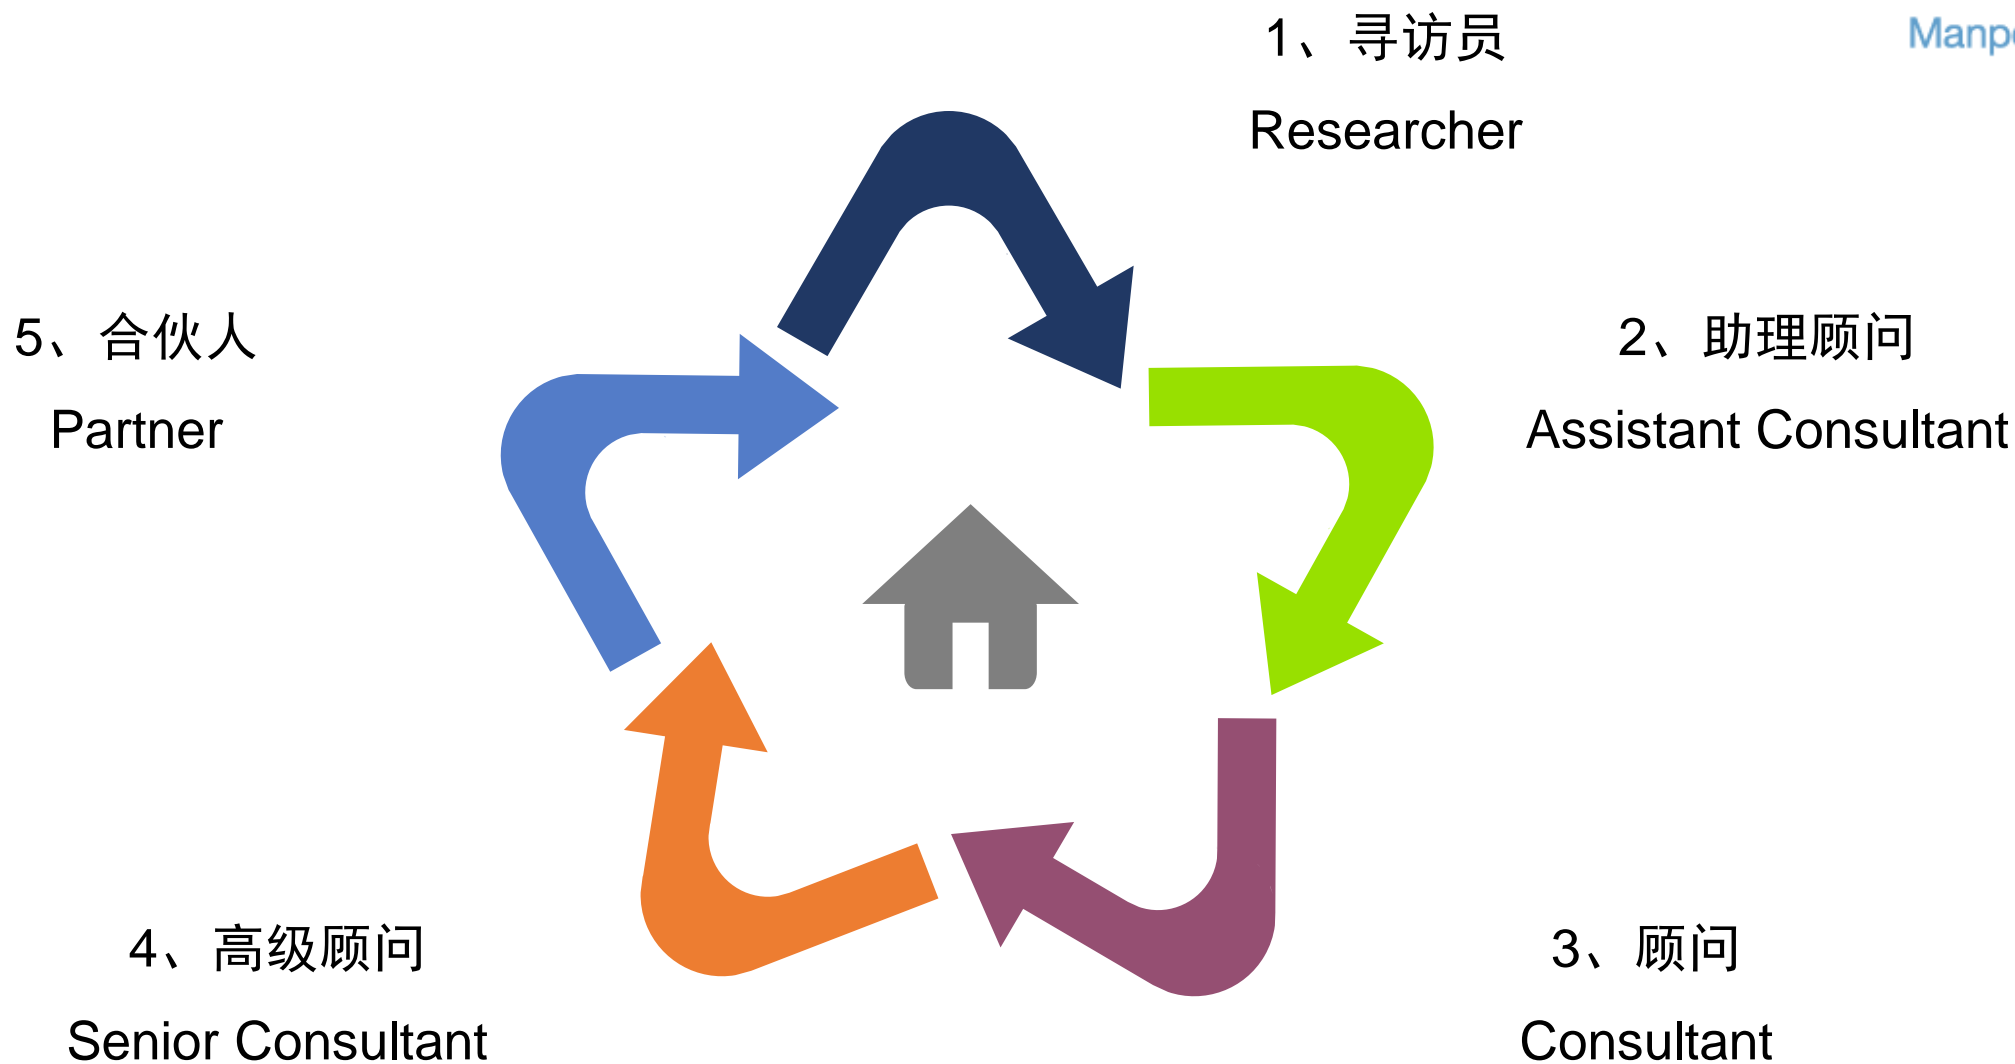 1、寻访员
Researcher
2、助理顾问
Assistant Consultant
3、顾问
Consultant
4、高级顾问
Senior Consultant
5、合伙人
Partner